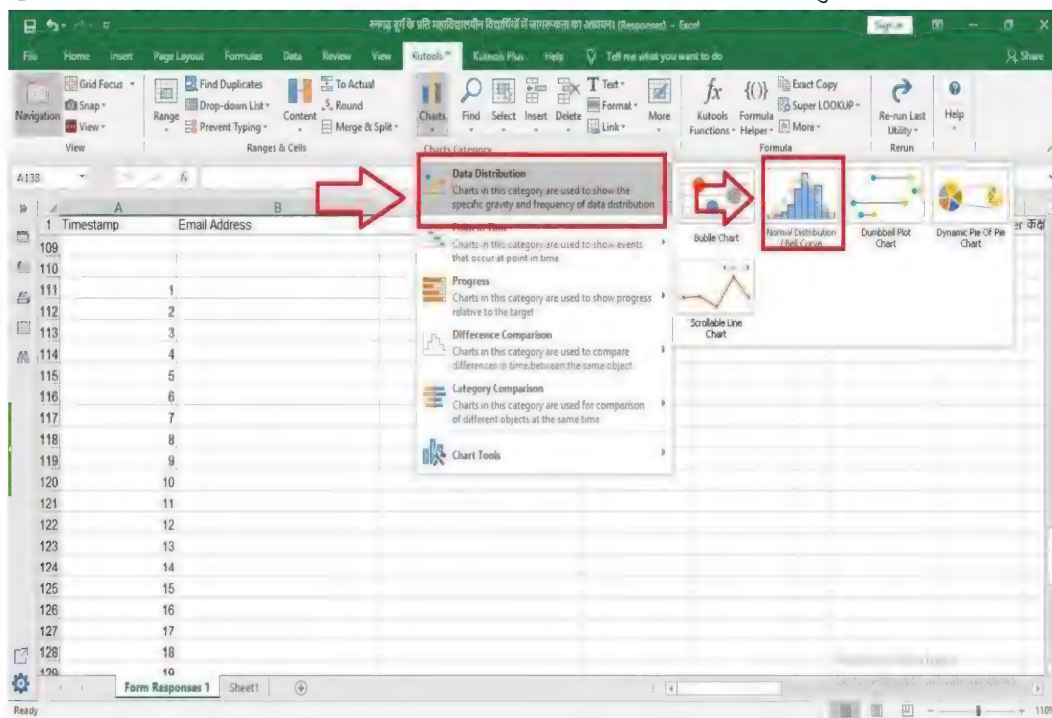 (Responses) - Excel
Sign in
File Home Insert Page Layout Formulas Data Review View Kutools™ Kutools Plus Help Tell me what you want to do Share
Grid Focus
Snap
View
Navigation
Range
Find Duplicates
Drop-down List
Prevent Typing
Content
To Actual
Round
Merge & Split
Charts Find Select Insert Delete
Text
Format
Link
More
Kutools Functions
Formula Helper
Exact Copy
Super LOOKUP
More
Re-run Last Utility
Help
View Ranges & Cells Formula Rerun
Charts Category
A138 fx
Data Distribution
Charts in this category are used to show the
specific gravity and frequency of data distribution
Charts in this category are used to show events
that occur at point in time
Progress
Charts in this category are used to show progress
relative to the target
Difference Comparison
Charts in this category are used to compare
differences in time between the same object
Category Comparison
Charts in this category are used for comparison
of different objects at the same time
Chart Tools
Bubble Chart
Normal Distribution
/ Bell Curve
Dumbbell Plot
Chart
Dynamic Pie Of Pie
Chart
Scrollable Line
Chart
A B
1 Timestamp Email Address
109
110
111 1
112 2
113 3
114 4
115 5
116 6
117 7
118 8
119 9
120 10
121 11
122 12
123 13
124 14
125 15
126 16
127 17
128 18
129 19
Form Responses 1 Sheet1
Ready 110%